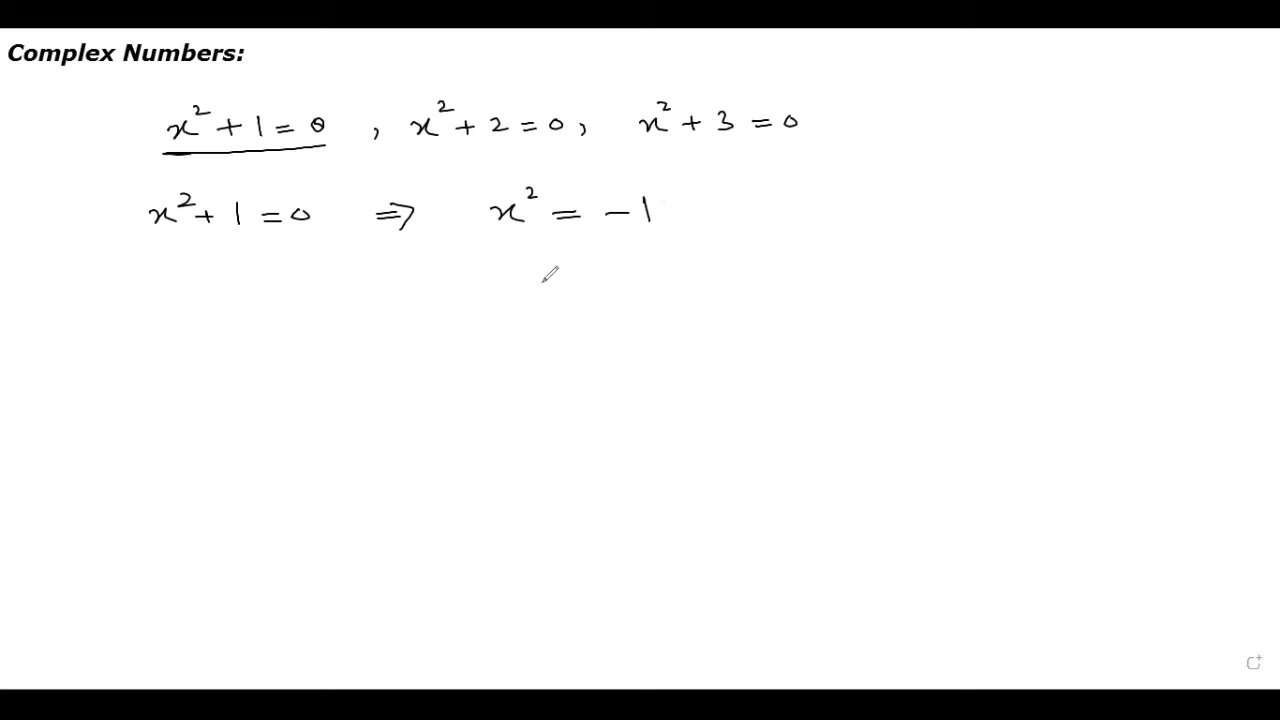 Complex Numbers:
x² + 1 = 0 , x² + 2 = 0 , x² + 3 = 0
x² + 1 = 0 ⇒ x² = - 1